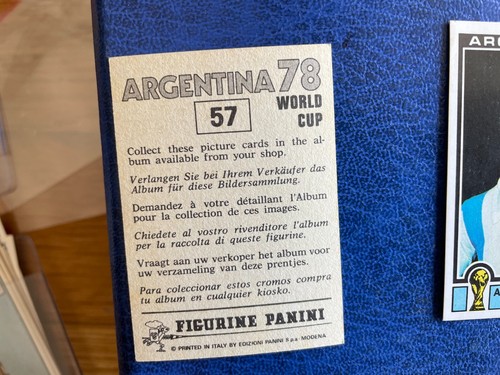 ARGENTINA 78
57
WORLD
CUP
Collect these picture cards in the al-
bum available from your shop.
Verlangen Sie bei Ihrem Verkäufer das
Album für diese Bildersammlung.
Demandez à votre détaillant l'Album
pour la collection de ces images.
Chiedete al vostro rivenditore l'album
per la raccolta di queste figurine.
Vraagt aan uw verkoper het album voor
uw verzameling van deze prentjes.
Para coleccionar estos cromos compra
tu album en cualquier kiosko.
FIGURINE PANINI
© PRINTED IN ITALY BY EDIZIONI PANINI S.p.a. MODENA
AR
A